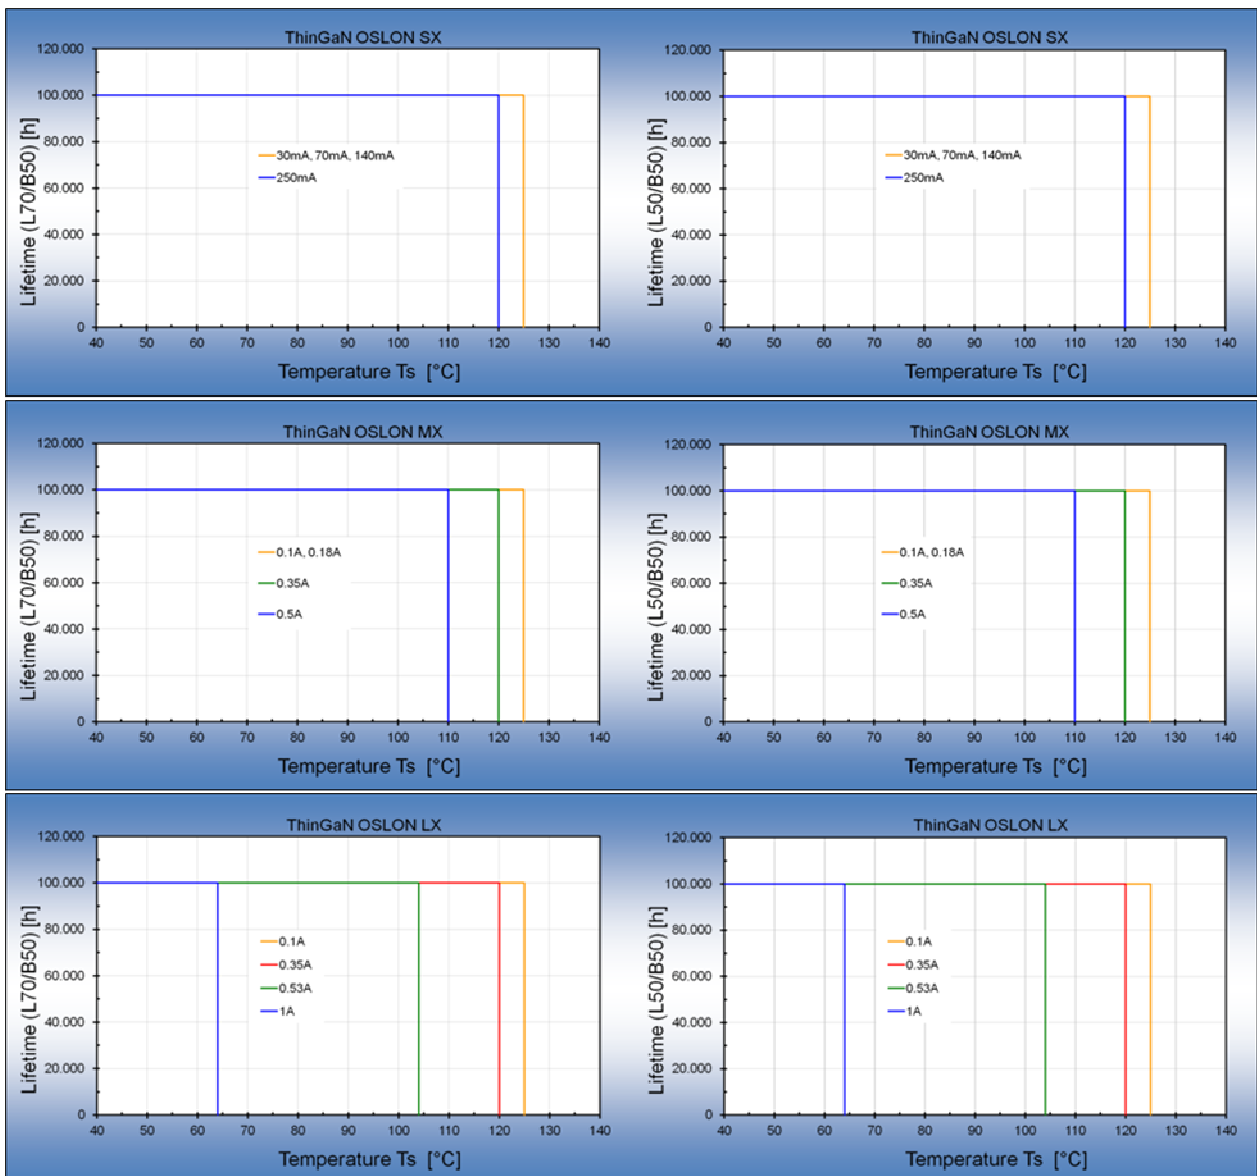 ThinGaN OSLON SX
120.000
100.000
80.000
60.000
40.000
20.000
0
Lifetime (L70/B50) [h]
30mA, 70mA, 140mA
250mA
40 50 60 70 80 90 100 110 120 130 140
Temperature Ts [°C]
ThinGaN OSLON SX
120.000
100.000
80.000
60.000
40.000
20.000
0
Lifetime (L50/B50) [h]
30mA, 70mA, 140mA
250mA
40 50 60 70 80 90 100 110 120 130 140
Temperature Ts [°C]
ThinGaN OSLON MX
120.000
100.000
80.000
60.000
40.000
20.000
0
Lifetime (L70/B50) [h]
0.1A, 0.18A
0.35A
0.5A
40 50 60 70 80 90 100 110 120 130 140
Temperature Ts [°C]
ThinGaN OSLON MX
120.000
100.000
80.000
60.000
40.000
20.000
0
Lifetime (L50/B50) [h]
0.1A, 0.18A
0.35A
0.5A
40 50 60 70 80 90 100 110 120 130 140
Temperature Ts [°C]
ThinGaN OSLON LX
120.000
100.000
80.000
60.000
40.000
20.000
0
Lifetime (L70/B50) [h]
0.1A
0.35A
0.53A
1A
40 50 60 70 80 90 100 110 120 130 140
Temperature Ts [°C]
ThinGaN OSLON LX
120.000
100.000
80.000
60.000
40.000
20.000
0
Lifetime (L50/B50) [h]
0.1A
0.35A
0.53A
1A
40 50 60 70 80 90 100 110 120 130 140
Temperature Ts [°C]